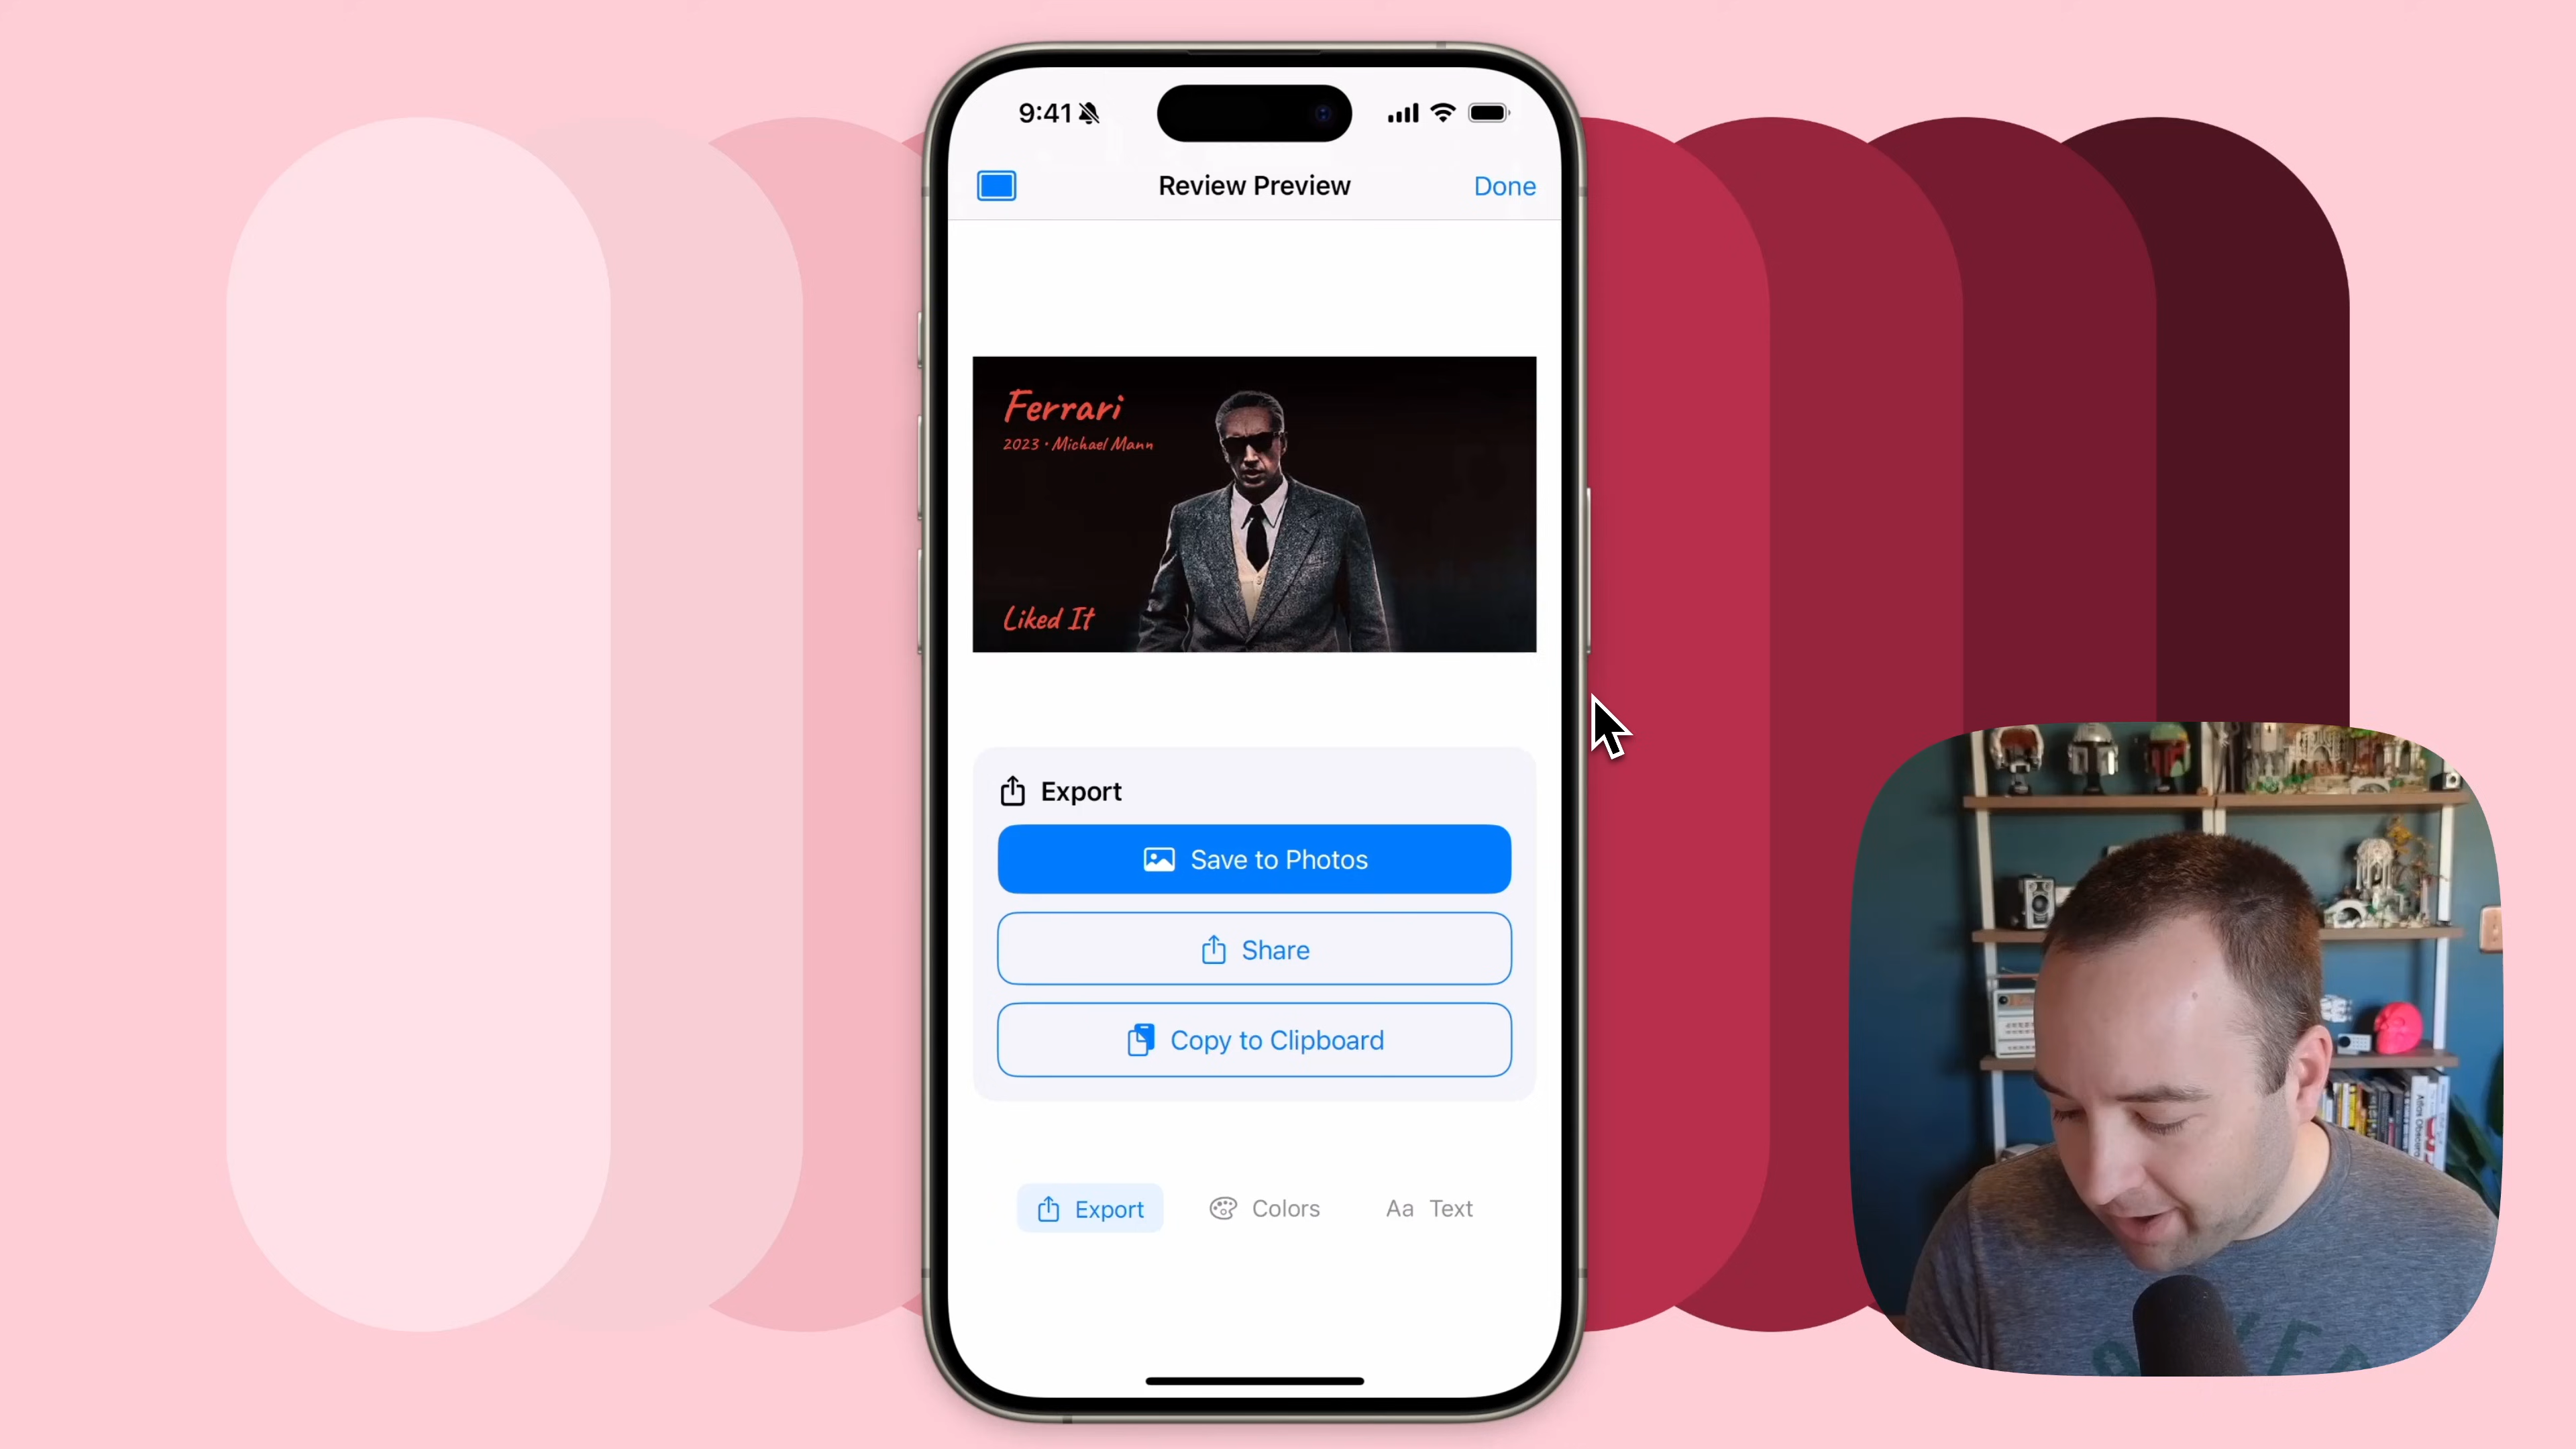 9:41
Review Preview
Done
Ferrari
2023 • Michael Mann
Liked It
Export
Save to Photos
Share
Copy to Clipboard
Export
Colors
Aa Text